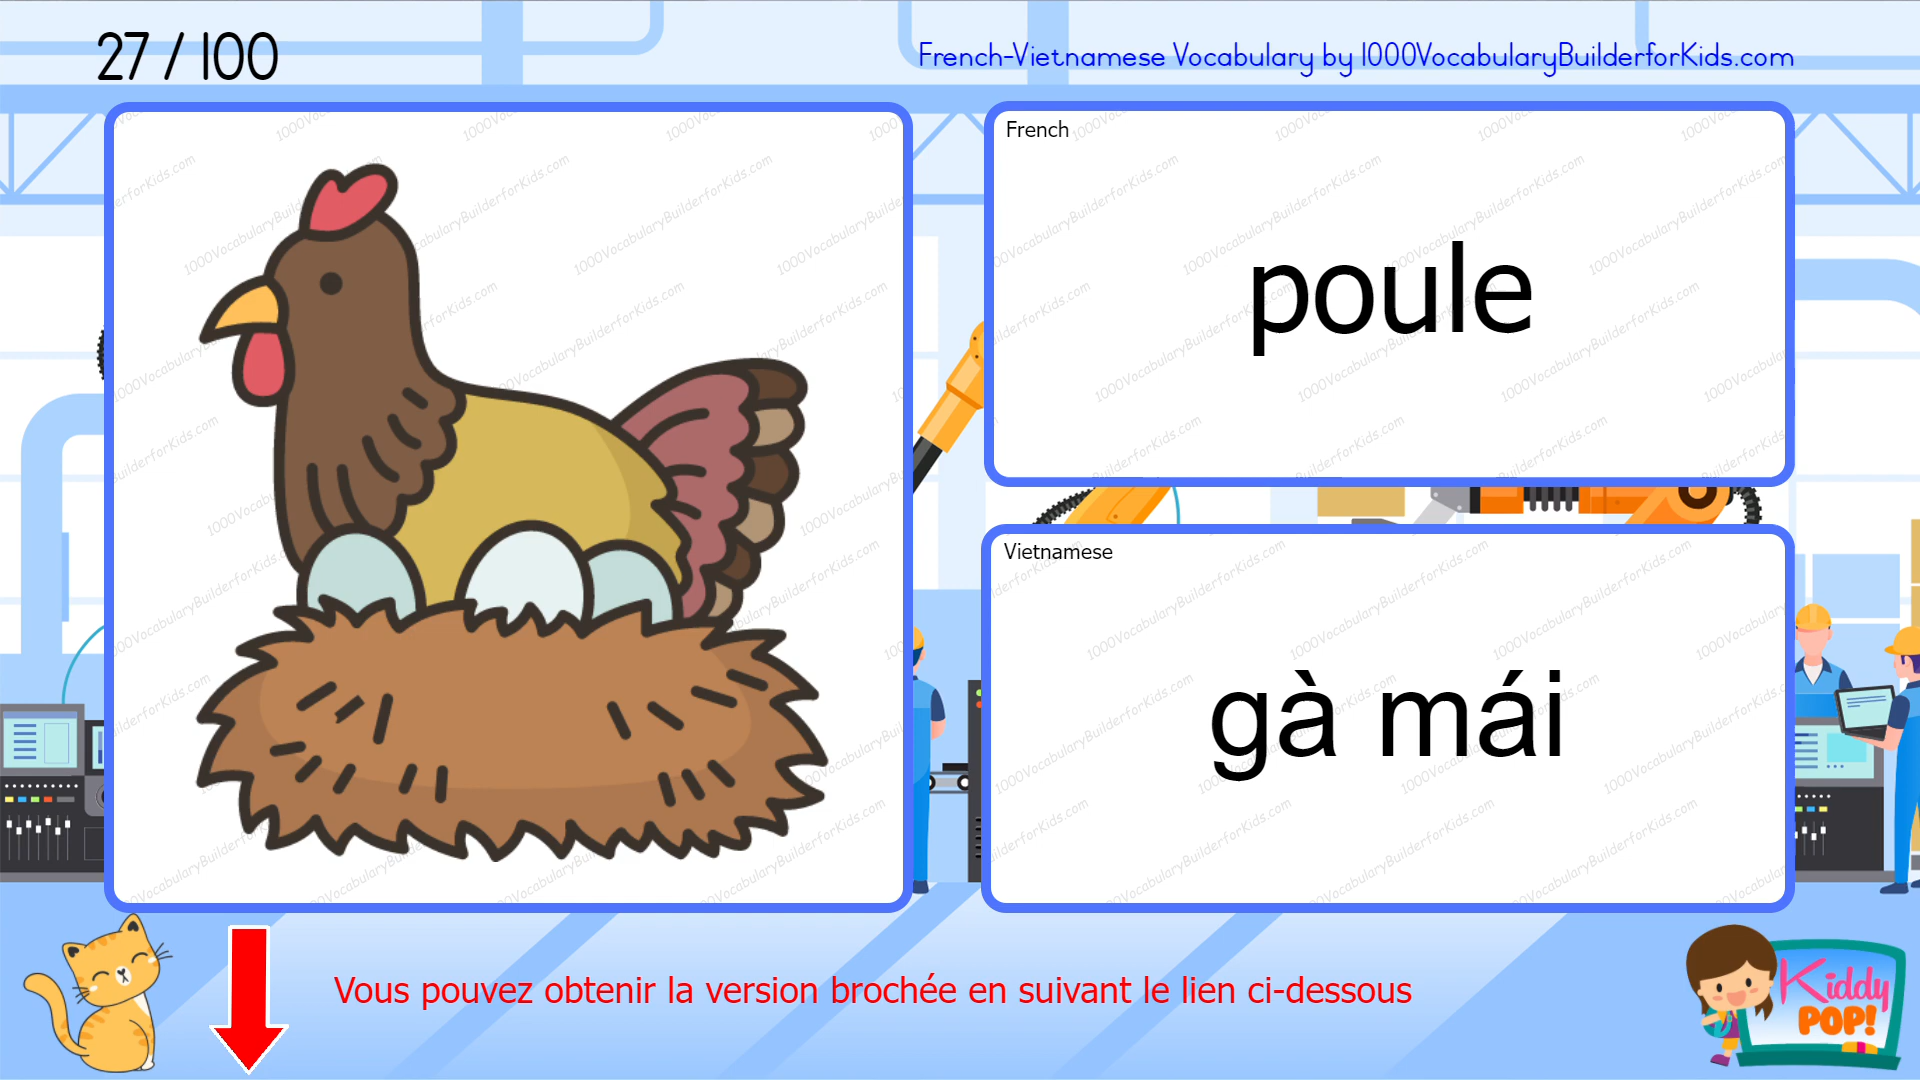 27 / 100
French-Vietnamese Vocabulary by 1000VocabularyBuilderforKids.com
French
poule
Vietnamese
gà mái
Vous pouvez obtenir la version brochée en suivant le lien ci-dessous
Kiddy
POP!